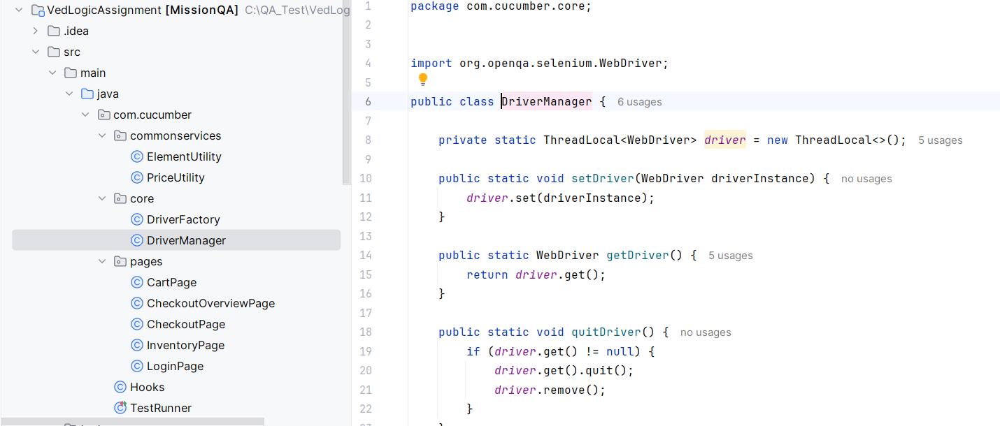 VedLogicAssignment [MissionQA] C:\QA_Test\VedLog
.idea
src
main
java
com.cucumber
commonservices
ElementUtility
PriceUtility
core
DriverFactory
DriverManager
pages
CartPage
CheckoutOverviewPage
CheckoutPage
InventoryPage
LoginPage
Hooks
TestRunner
1 package com.cucumber.core;
2
3
4 import org.openqa.selenium.WebDriver;
5
6 public class DriverManager { 6 usages
7
8 private static ThreadLocal<WebDriver> driver = new ThreadLocal<>(); 5 usages
9
10 public static void setDriver(WebDriver driverInstance) { no usages
11 driver.set(driverInstance);
12 }
13
14 public static WebDriver getDriver() { 5 usages
15 return driver.get();
16 }
17
18 public static void quitDriver() { no usages
19 if (driver.get() != null) {
20 driver.get().quit();
21 driver.remove();
22 }